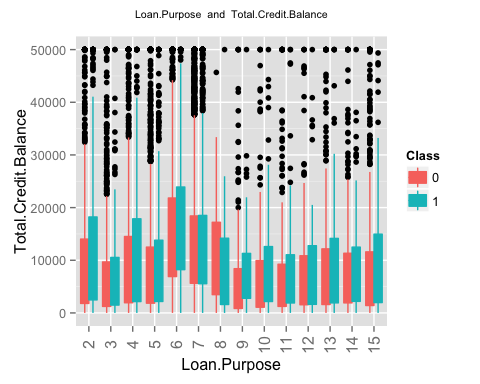 Loan.Purpose and Total.Credit.Balance
Total.Credit.Balance
50000
40000
30000
20000
10000
0
2 3 4 5 6 7 8 9 10 11 12 13 14 15
Loan.Purpose
Class
0
1